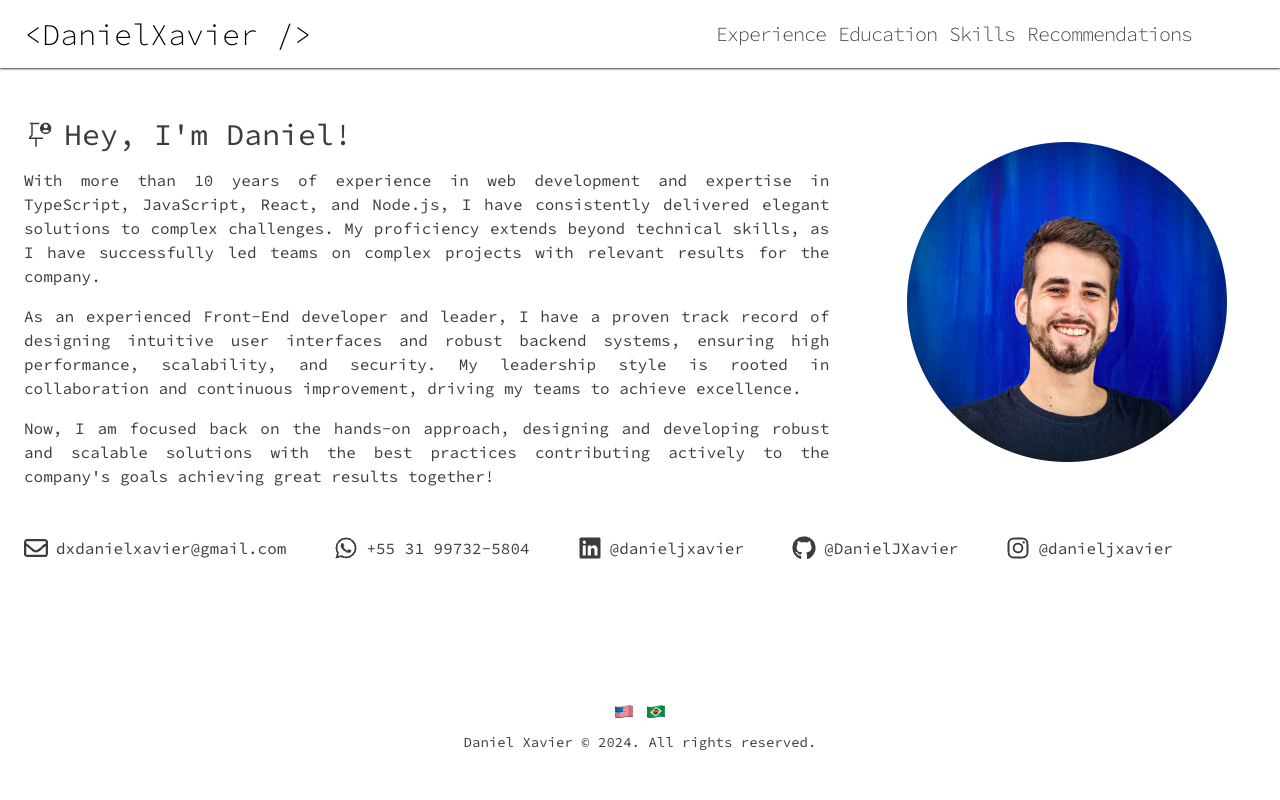 <DanielXavier />
Experience Education Skills Recommendations
Hey, I'm Daniel!
With more than 10 years of experience in web development and expertise in
TypeScript, JavaScript, React, and Node.js, I have consistently delivered elegant
solutions to complex challenges. My proficiency extends beyond technical skills, as
I have successfully led teams on complex projects with relevant results for the
company.
As an experienced Front-End developer and leader, I have a proven track record of
designing intuitive user interfaces and robust backend systems, ensuring high
performance, scalability, and security. My leadership style is rooted in
collaboration and continuous improvement, driving my teams to achieve excellence.
Now, I am focused back on the hands-on approach, designing and developing robust
and scalable solutions with the best practices contributing actively to the
company's goals achieving great results together!
dxdanielxavier@gmail.com +55 31 99732-5804 @danieljxavier @DanielJXavier @danieljxavier
Daniel Xavier © 2024. All rights reserved.